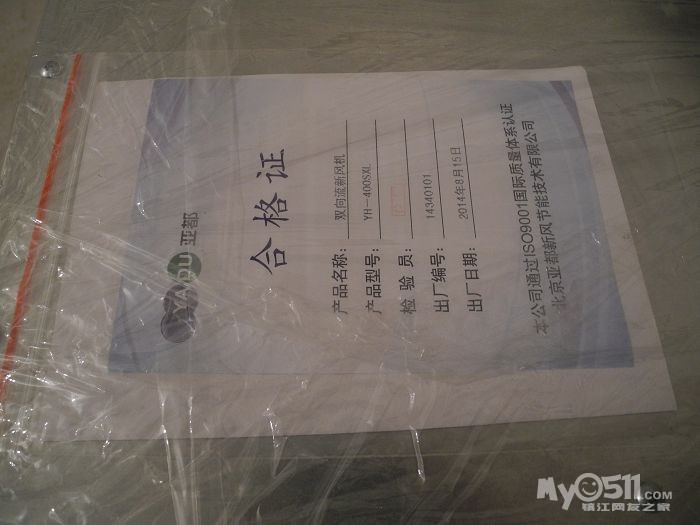 YADU 亚都
合格证
产品名称：双向流新风机
产品型号：YH-400SXL
检验员：
出厂编号：14340101
出厂日期：2014年8月15日
本公司通过ISO9001国际质量体系认证
北京亚都新风节能技术有限公司
My0511.com
镇江网友之家